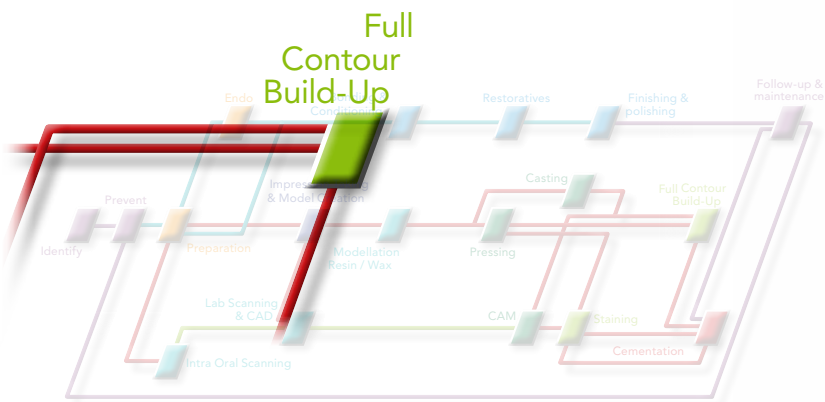 Full
Contour
Build-Up
Follow-up &
maintenance
Endo
Restoratives
Finishing &
polishing
Casting
Full Contour
Build-Up
& Model
Prevent
Identify
Preparation
Modellation
Resin / Wax
Pressing
Lab Scanning
& CAD
CAM
Staining
Cementation
Intra Oral Scanning